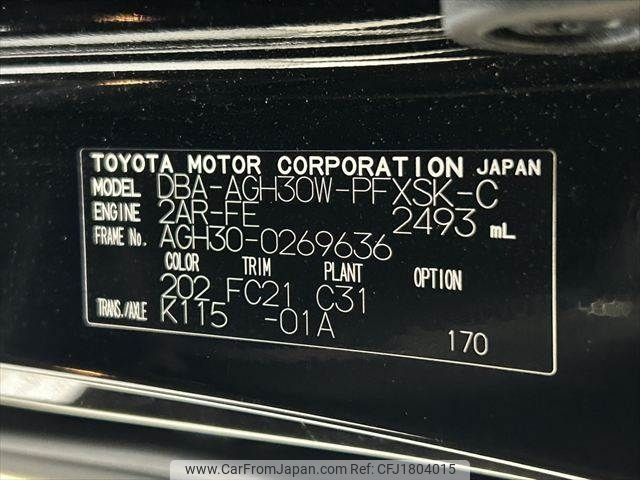 TOYOTA MOTOR CORPORATION JAPAN
MODEL DBA-AGH30W-PFXSK-C
ENGINE 2AR-FE 2493 mL
FRAME No. AGH30-0269636
COLOR TRIM PLANT OPTION
202 FC21 C31
TRANS./AXLE K115 -01A
170
www.CarFromJapan.com - CFJ1804015